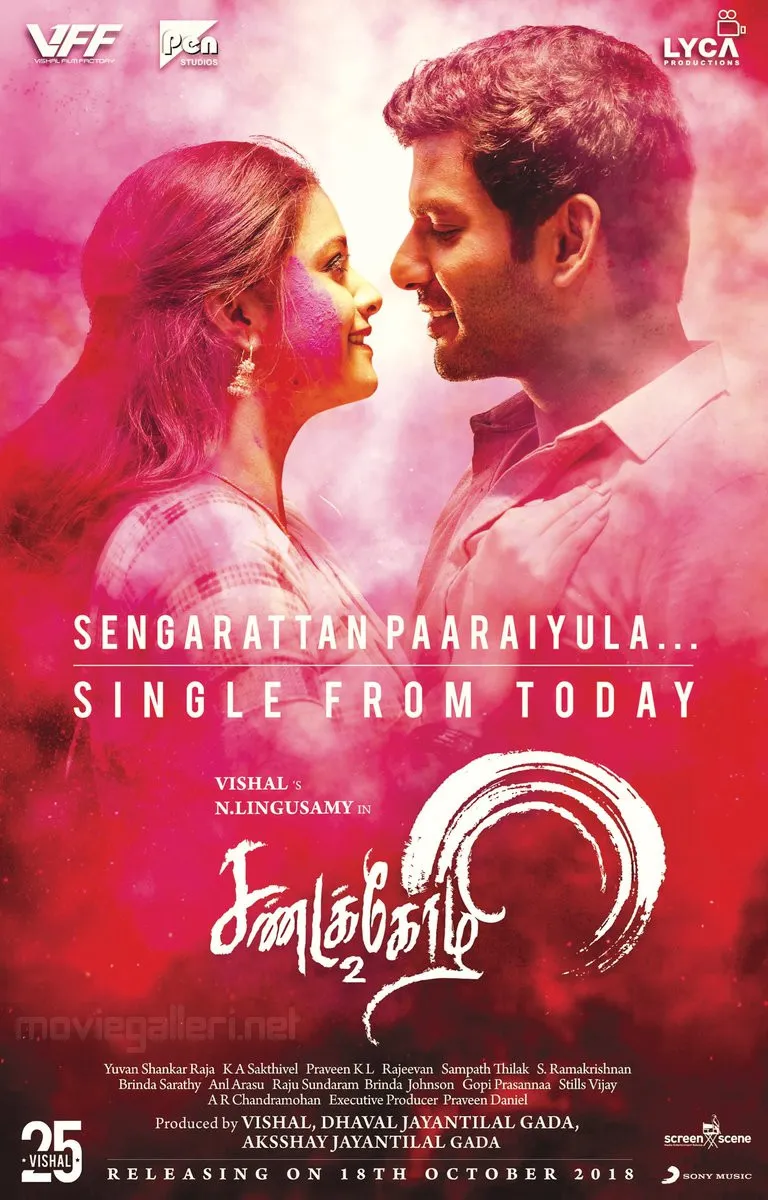 VFF
VISHAL FILM FACTORY
Pen
STUDIOS
LYCA
PRODUCTIONS
SENGARATTAN PAARAIYULA...
SINGLE FROM TODAY
VISHAL 'S
N.LINGUSAMY IN
சண்டக்கோழி
2
moviegalleri.net
Yuvan Shankar Raja K A Sakthivel Praveen K L Rajeevan Sampath Thilak S. Ramakrishnan
Brinda Sarathy Anl Arasu Raju Sundaram Brinda Johnson Gopi Prasannaa Stills Vijay
A R Chandramohan Executive Producer Praveen Daniel
Produced by VISHAL, DHAVAL JAYANTILAL GADA,
AKSSHAY JAYANTILAL GADA
25
VISHAL
RELEASING ON 18TH OCTOBER 2018
screen scene
SONY MUSIC